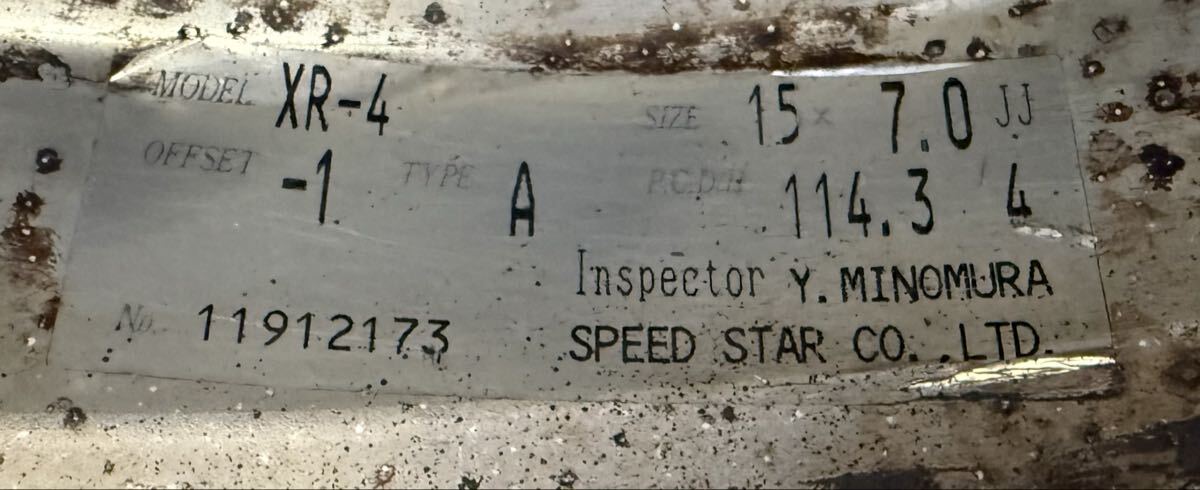 MODEL XR-4 SIZE 15 × 7.0 JJ
OFFSET -1 TYPE A P.C.D.H 114.3 / 4
Inspector Y. MINOMURA
No. 11912173 SPEED STAR CO., LTD.